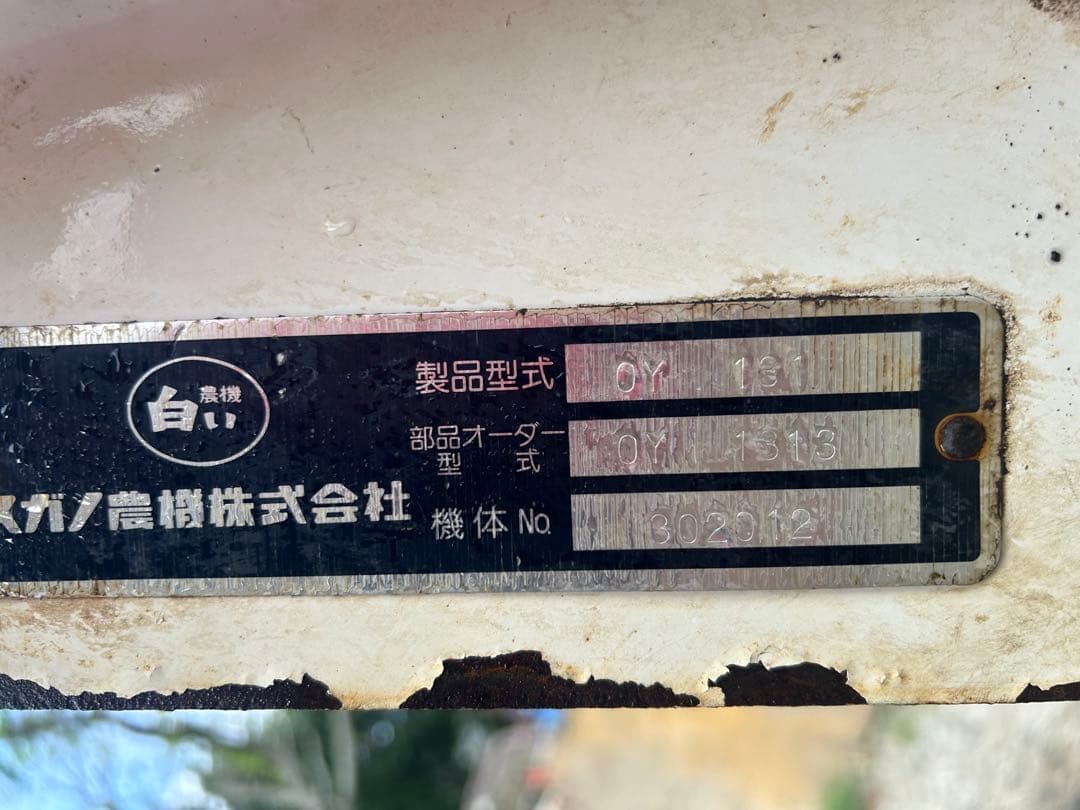 農機
白い
スガノ農機株式会社
製品型式 OY 131
部品オーダー
型式 OY 1313
機体 No. 302012